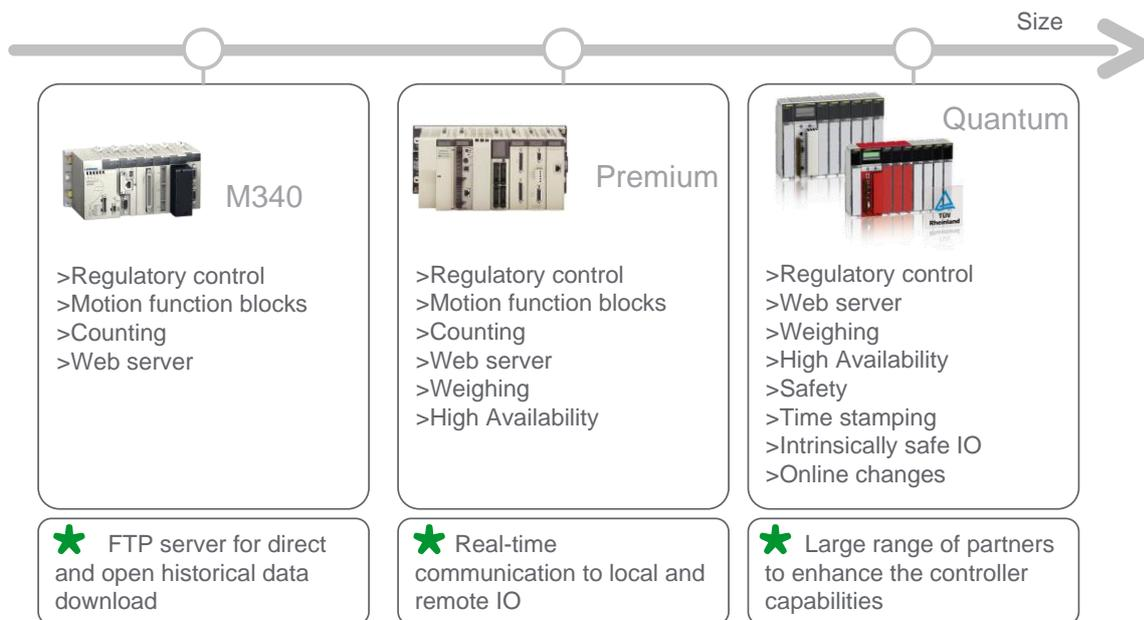 Size
M340
>Regulatory control
>Motion function blocks
>Counting
>Web server
FTP server for direct
and open historical data
download
Premium
>Regulatory control
>Motion function blocks
>Counting
>Web server
>Weighing
>High Availability
Real-time
communication to local and
remote IO
Quantum
TÜV
Rheinland
>Regulatory control
>Web server
>Weighing
>High Availability
>Safety
>Time stamping
>Intrinsically safe IO
>Online changes
Large range of partners
to enhance the controller
capabilities